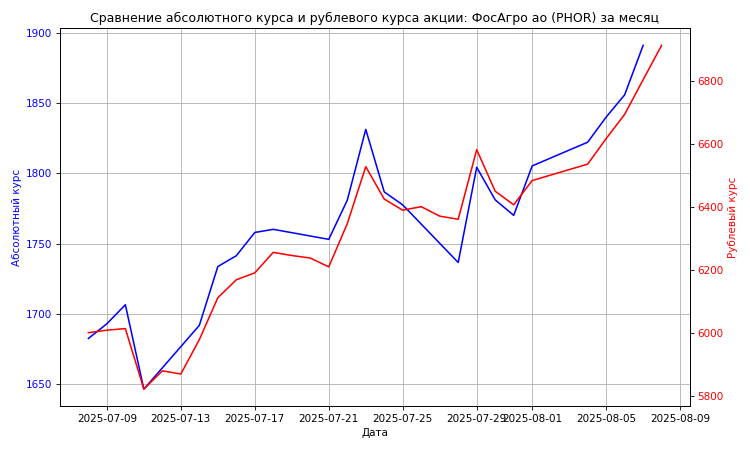 Сравнение абсолютного курса и рублевого курса акции: ФосАгро ао (PHOR) за месяц
1900
1850
1800
1750
1700
1650
Абсолютный курс
6800
6600
6400
6200
6000
5800
Рублевый курс
2025-07-09 2025-07-13 2025-07-17 2025-07-21 2025-07-25 2025-07-29 2025-08-01 2025-08-05 2025-08-09
Дата